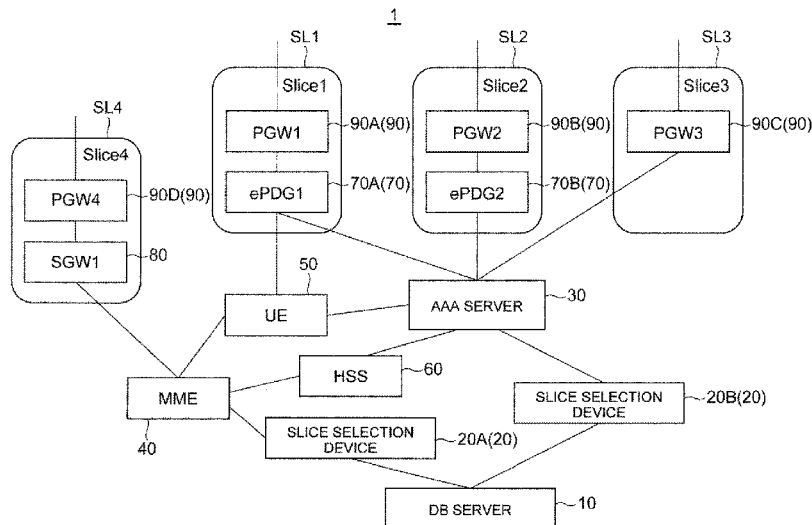 1
SL1
SL2
SL3
SL4
Slice1
Slice2
Slice3
Slice4
PGW1
90A(90)
PGW2
90B(90)
PGW3
90C(90)
PGW4
90D(90)
ePDG1
70A(70)
ePDG2
70B(70)
SGW1
80
50
UE
AAA SERVER
30
HSS
60
MME
40
SLICE SELECTION
DEVICE
20B(20)
SLICE SELECTION
DEVICE
20A(20)
DB SERVER
10